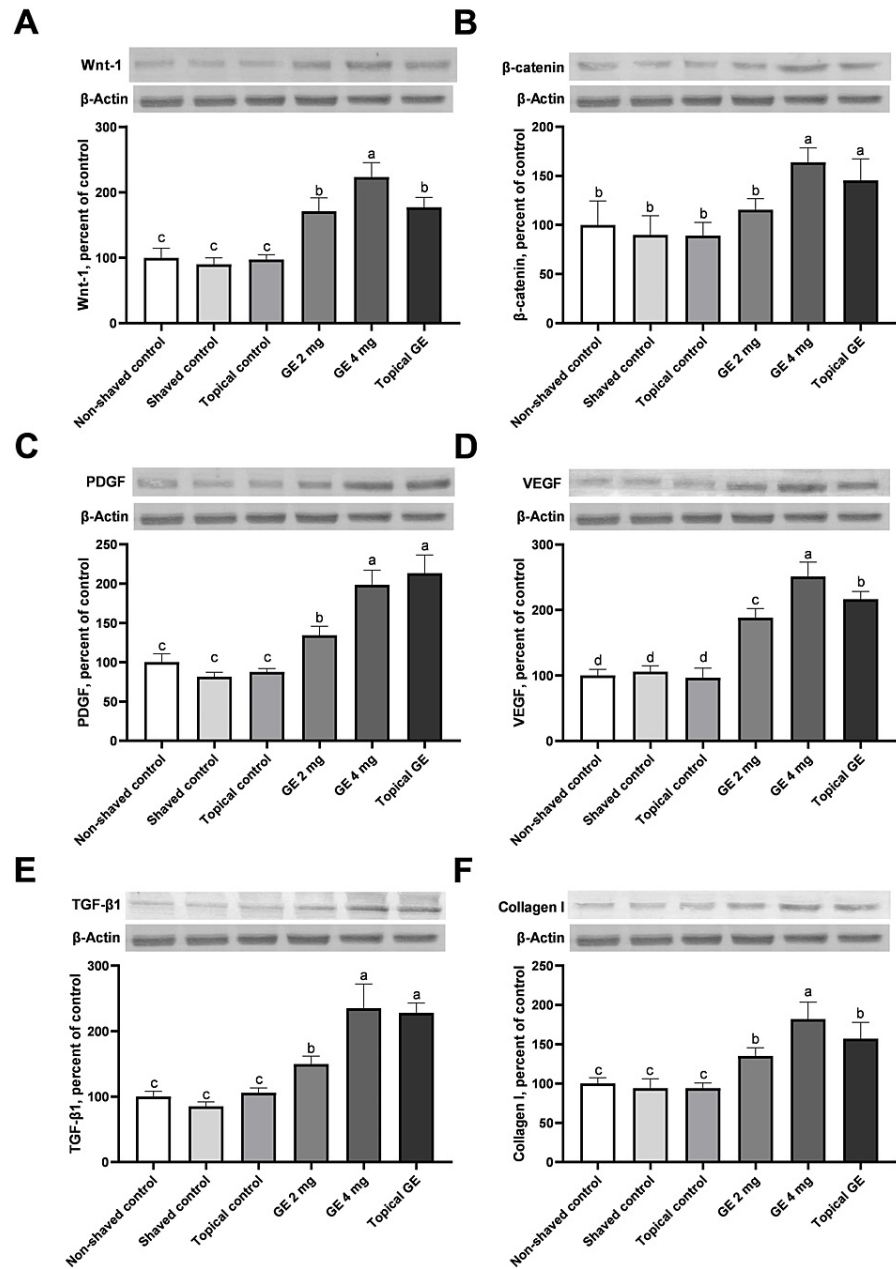 A
Wnt-1
β-Actin
Wnt-1, percent of control
300
200
100
0
c
c
c
b
a
b
Non-shaved control
Shaved control
Topical control
GE 2 mg
GE 4 mg
Topical GE
B
β-catenin
β-Actin
β-catenin, percent of control
200
150
100
50
0
b
b
b
b
a
a
Non-shaved control
Shaved control
Topical control
GE 2 mg
GE 4 mg
Topical GE
C
PDGF
β-Actin
PDGF, percent of control
250
200
150
100
50
0
c
c
c
b
a
a
Non-shaved control
Shaved control
Topical control
GE 2 mg
GE 4 mg
Topical GE
D
VEGF
β-Actin
VEGF, percent of control
300
200
100
0
d
d
d
c
a
b
Non-shaved control
Shaved control
Topical control
GE 2 mg
GE 4 mg
Topical GE
E
TGF-β1
β-Actin
TGF-β1, percent of control
300
200
100
0
c
c
c
b
a
a
Non-shaved control
Shaved control
Topical control
GE 2 mg
GE 4 mg
Topical GE
F
Collagen I
β-Actin
Collagen I, percent of control
250
200
150
100
50
0
c
c
c
b
a
b
Non-shaved control
Shaved control
Topical control
GE 2 mg
GE 4 mg
Topical GE